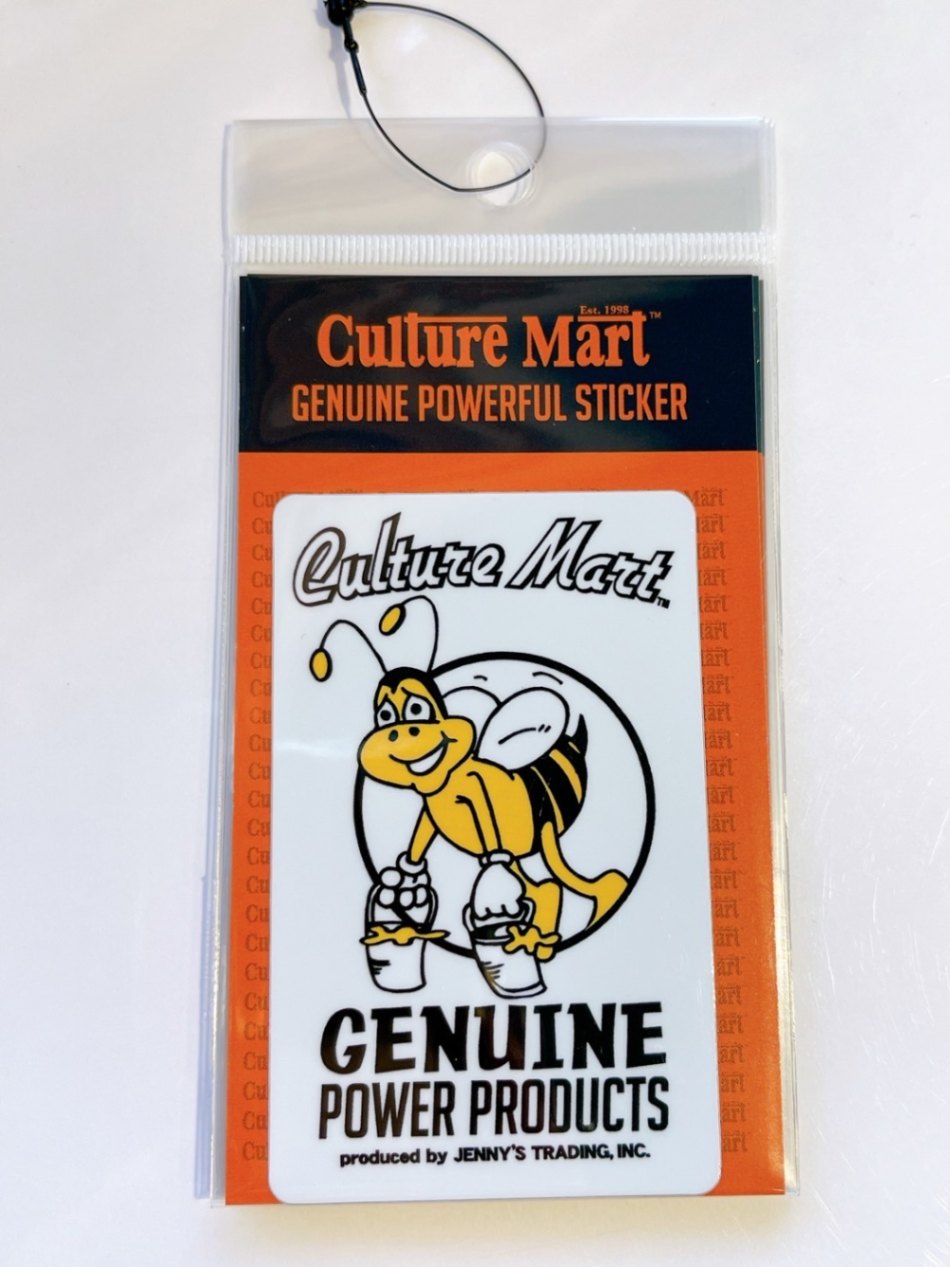 Est. 1998
Culture Mart™
GENUINE POWERFUL STICKER
Culture Mart™
GENUINE
POWER PRODUCTS
produced by JENNY'S TRADING, INC.